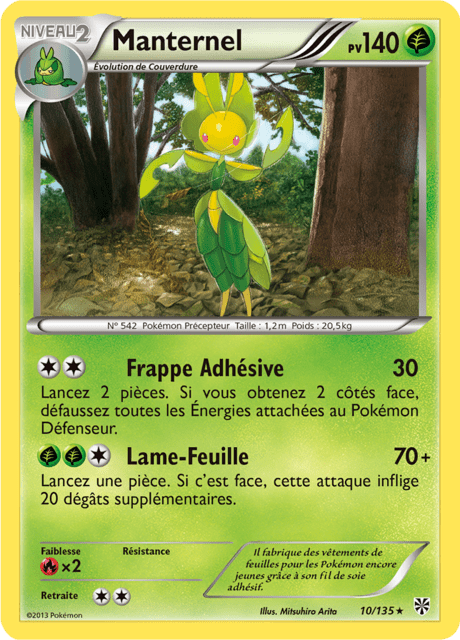 NIVEAU2
Manternel
PV140
Évolution de Couverdure
N° 542 Pokémon Précepteur Taille : 1,2m Poids : 20,5kg
Frappe Adhésive 30
Lancez 2 pièces. Si vous obtenez 2 côtés face,
défaussez toutes les Énergies attachées au Pokémon
Défenseur.
Lame-Feuille 70+
Lancez une pièce. Si c'est face, cette attaque inflige
20 dégâts supplémentaires.
Faiblesse Résistance
×2
Retraite
Il fabrique des vêtements de
feuilles pour les Pokémon encore
jeunes grâce à son fil de soie
adhésif.
©2013 Pokémon
Illus. Mitsuhiro Arita
10/135★